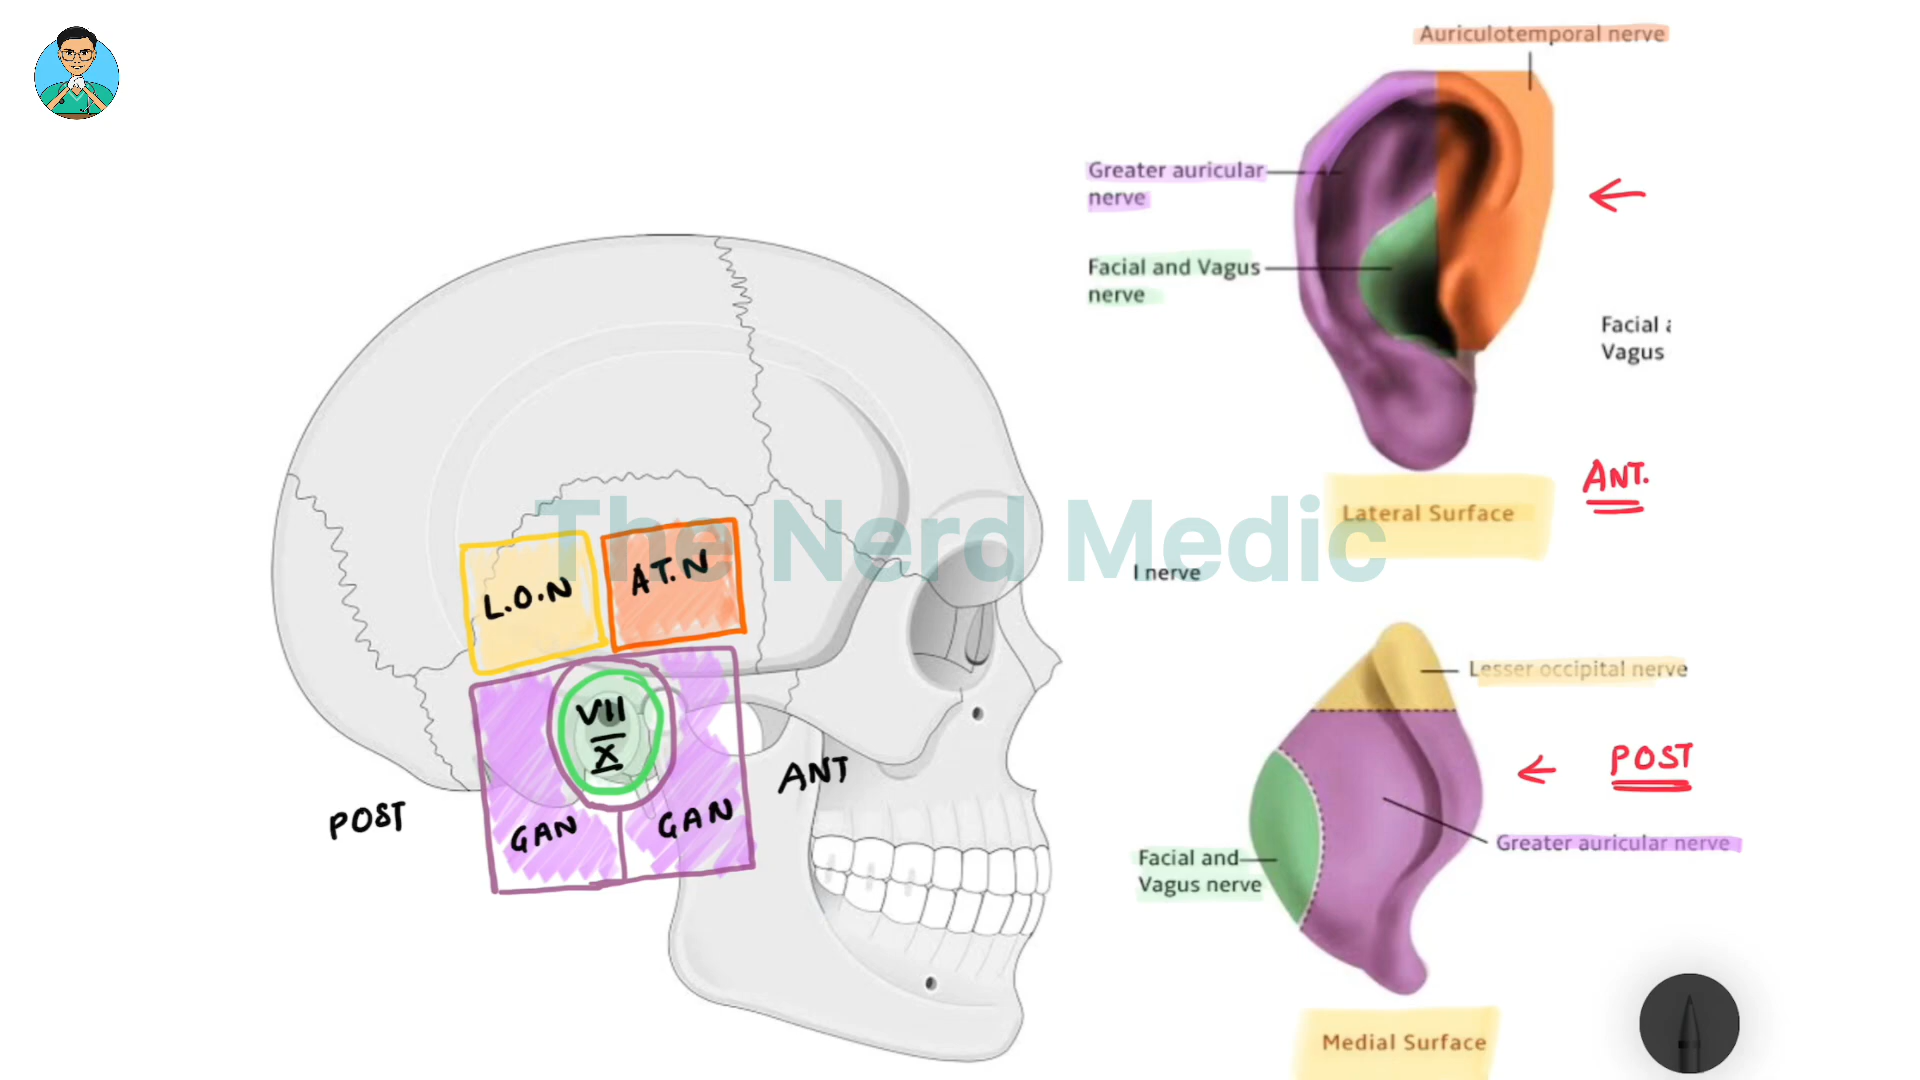 Auriculotemporal nerve
Greater auricular
nerve
Facial and Vagus
nerve
Facial
Vagus
ANT.
Lateral Surface
The Nerd Medic
l nerve
L.O.N
A.T.N
VII
X
GAN
GAN
POST
ANT
Lesser occipital nerve
POST
Greater auricular nerve
Facial and
Vagus nerve
Medial Surface